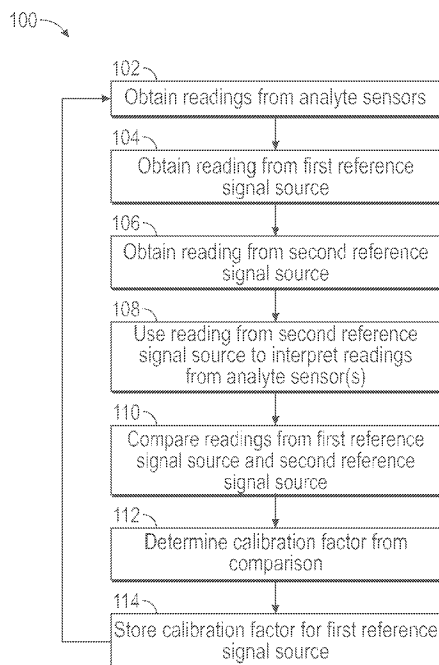 100
102
Obtain readings from analyte sensors
104
Obtain reading from first reference
signal source
106
Obtain reading from second reference
signal source
108
Use reading from second reference
signal source to interpret readings
from analyte sensor(s)
110
Compare readings from first reference
signal source and second reference
signal source
112
Determine calibration factor from
comparison
114
Store calibration factor for first reference
signal source